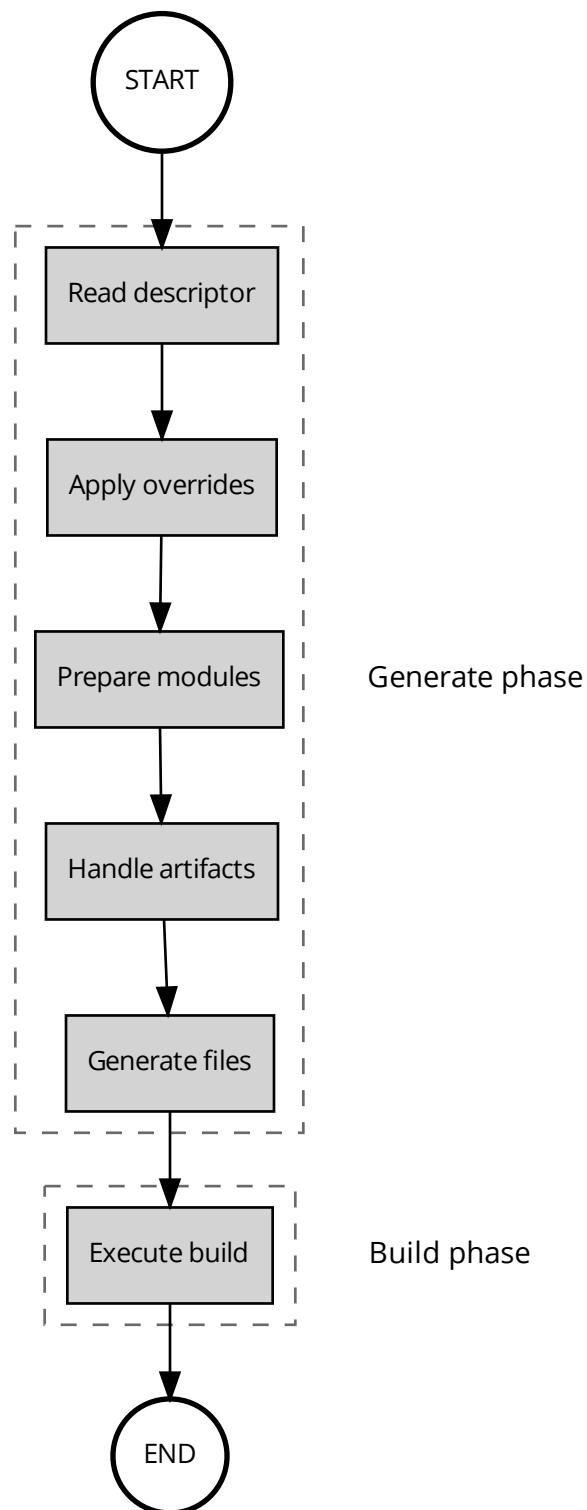 START
Read descriptor
Apply overrides
Prepare modules
Generate phase
Handle artifacts
Generate files
Execute build
Build phase
END